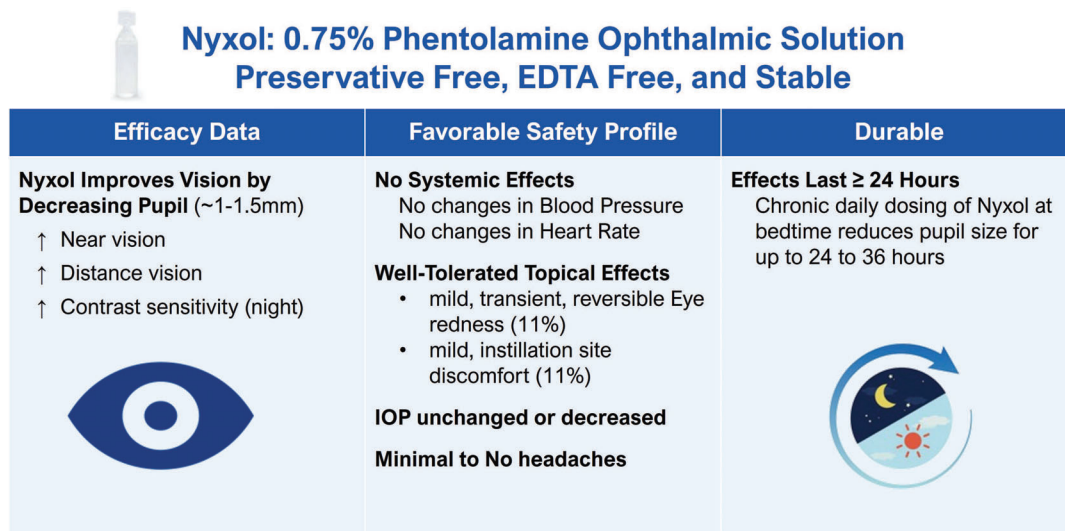 Nyxol: 0.75% Phentolamine Ophthalmic Solution
Preservative Free, EDTA Free, and Stable
Efficacy Data
Nyxol Improves Vision by
Decreasing Pupil (~1-1.5mm)
↑ Near vision
↑ Distance vision
↑ Contrast sensitivity (night)
Favorable Safety Profile
No Systemic Effects
No changes in Blood Pressure
No changes in Heart Rate
Well-Tolerated Topical Effects
• mild, transient, reversible Eye
redness (11%)
• mild, instillation site
discomfort (11%)
IOP unchanged or decreased
Minimal to No headaches
Durable
Effects Last ≥ 24 Hours
Chronic daily dosing of Nyxol at
bedtime reduces pupil size for
up to 24 to 36 hours